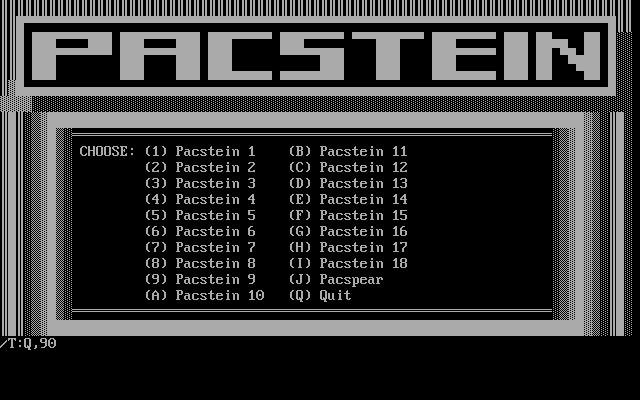 PACSTEIN
CHOOSE: (1) Pacstein 1 (B) Pacstein 11
(2) Pacstein 2 (C) Pacstein 12
(3) Pacstein 3 (D) Pacstein 13
(4) Pacstein 4 (E) Pacstein 14
(5) Pacstein 5 (F) Pacstein 15
(6) Pacstein 6 (G) Pacstein 16
(7) Pacstein 7 (H) Pacstein 17
(8) Pacstein 8 (I) Pacstein 18
(9) Pacstein 9 (J) Pacspear
(A) Pacstein 10 (Q) Quit
/T:Q,90